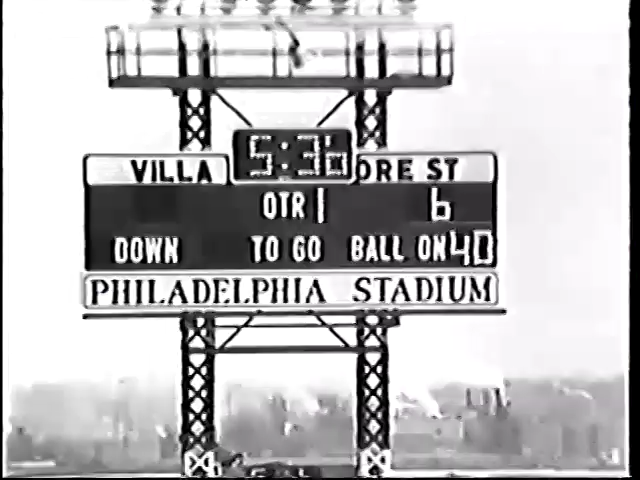 VILLA 5:36 ORE ST
QTR 1 6
DOWN TO GO BALL ON 40
PHILADELPHIA STADIUM